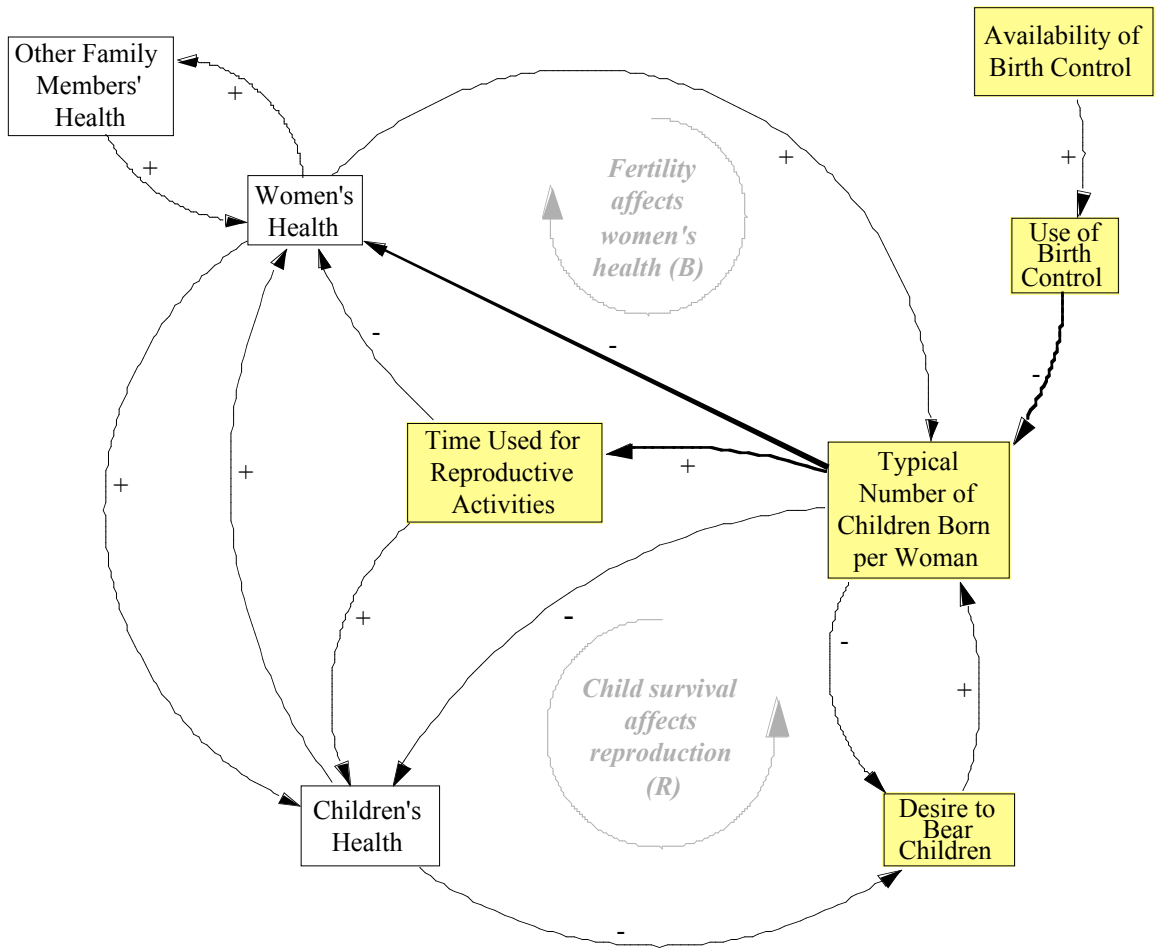 Other Family
Members'
Health
Availability of
Birth Control
+
+
+
+
Fertility
affects
women's
health (B)
Women's
Health
Use of
Birth
Control
-
-
-
Time Used for
Reproductive
Activities
+
Typical
Number of
Children Born
per Woman
+
+
+
-
-
+
Child survival
affects
reproduction
(R)
Children's
Health
Desire to
Bear
Children
-